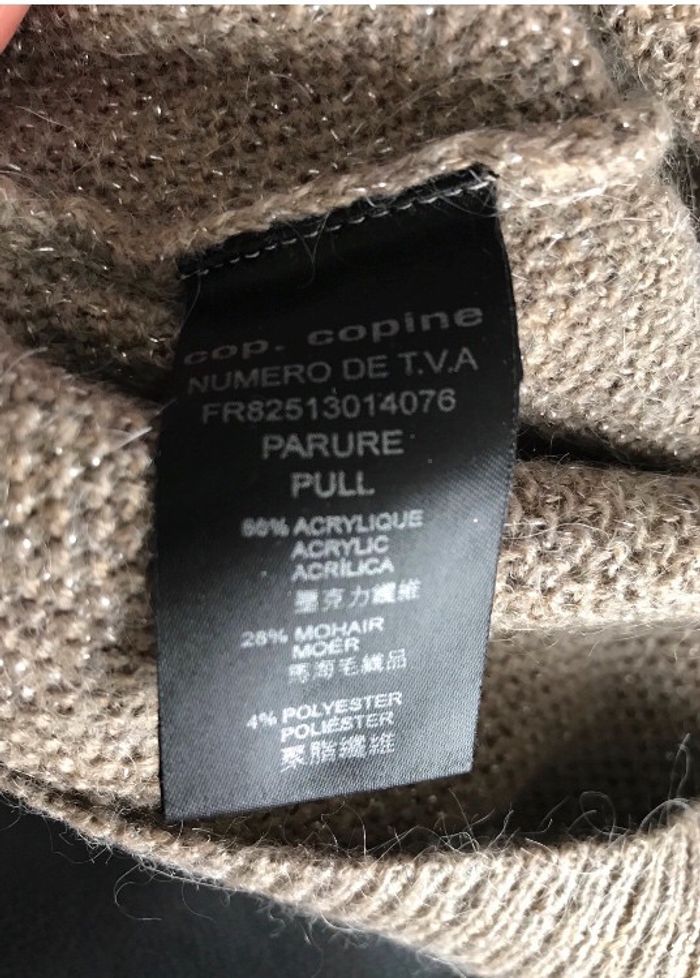 cop. copine
NUMERO DE T.V.A
FR82513014076
PARURE
PULL
68% ACRYLIQUE
ACRYLIC
ACRÍLICA
壓克力纖維
28% MOHAIR
MOER
馬海毛織品
4% POLYESTER
POLIÉSTER
聚脂纖維